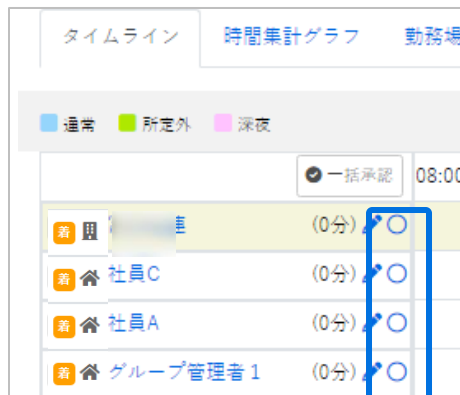 タイムライン 時間集計グラフ 勤務場
通常 所定外 深夜
一括承認 08:00
着 (0分)
着 社員C (0分)
着 社員A (0分)
着 グループ管理者1 (0分)